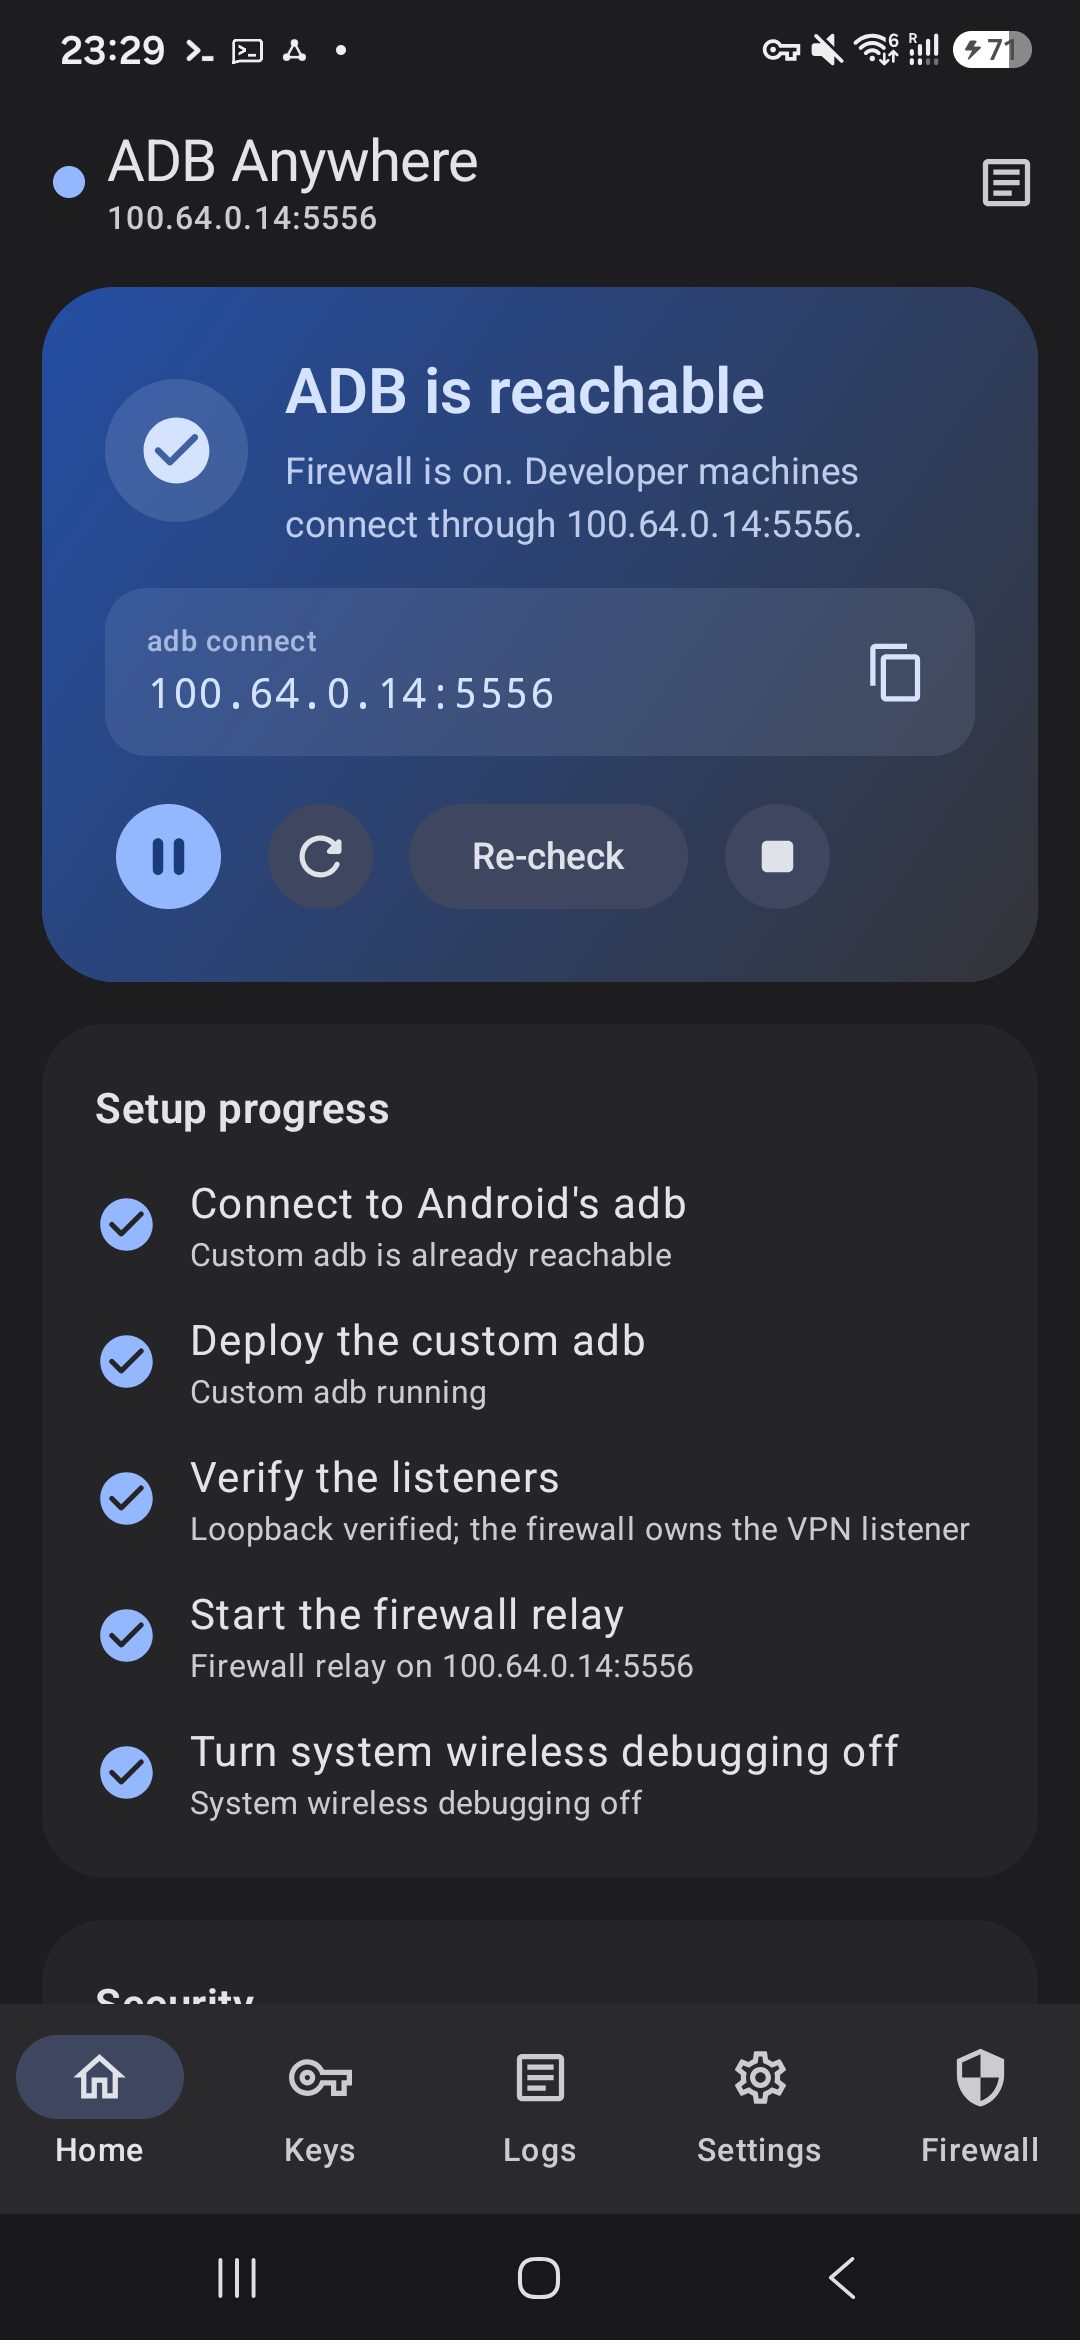 23:29
6
R
71
ADB Anywhere
100.64.0.14:5556
ADB is reachable
Firewall is on. Developer machines
connect through 100.64.0.14:5556.
adb connect
100.64.0.14:5556
Re-check
Setup progress
Connect to Android's adb
Custom adb is already reachable
Deploy the custom adb
Custom adb running
Verify the listeners
Loopback verified; the firewall owns the VPN listener
Start the firewall relay
Firewall relay on 100.64.0.14:5556
Turn system wireless debugging off
System wireless debugging off
Security
Home
Keys
Logs
Settings
Firewall